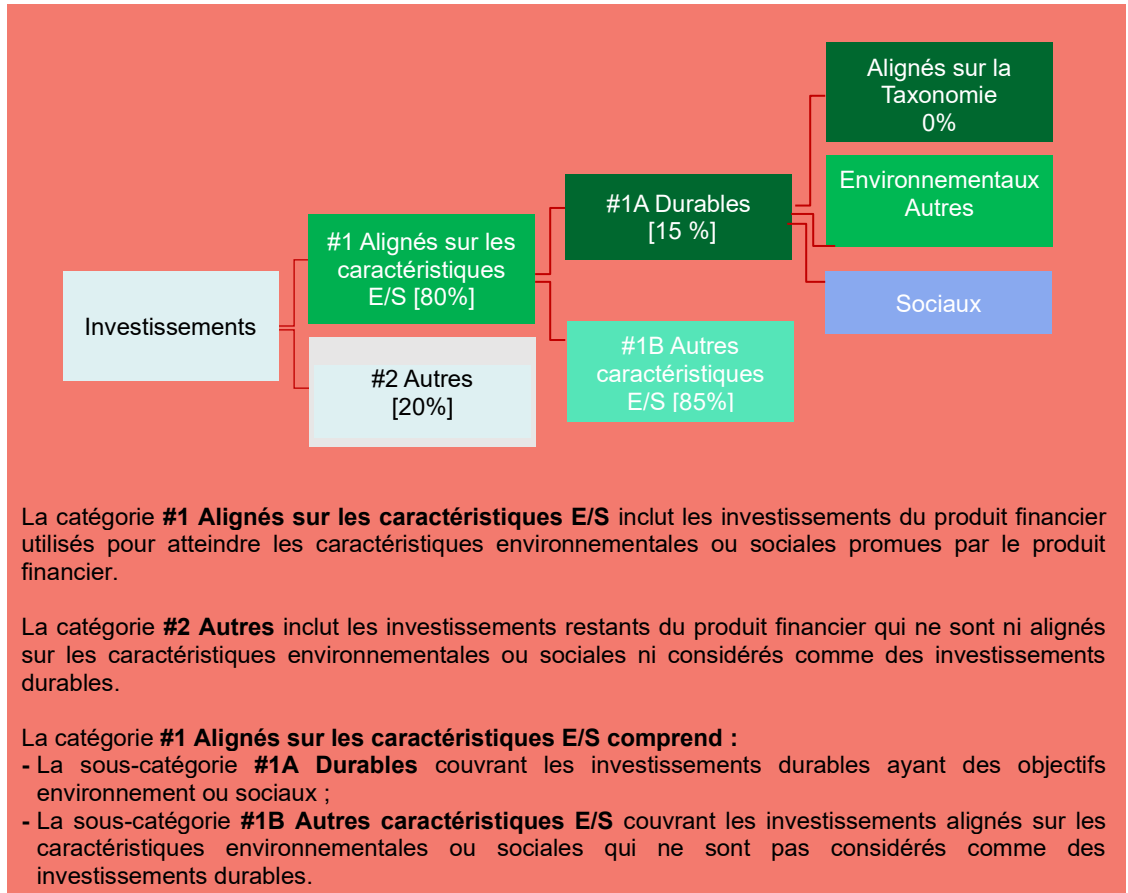 Alignés sur la
Taxonomie
0%
Environnementaux
Autres
#1A Durables
[15 %]
#1 Alignés sur les
caractéristiques
E/S [80%]
Sociaux
Investissements
#1B Autres
caractéristiques
E/S [85%]
#2 Autres
[20%]
La catégorie #1 Alignés sur les caractéristiques E/S inclut les investissements du produit financier
utilisés pour atteindre les caractéristiques environnementales ou sociales promues par le produit
financier.
La catégorie #2 Autres inclut les investissements restants du produit financier qui ne sont ni alignés
sur les caractéristiques environnementales ou sociales ni considérés comme des investissements
durables.
La catégorie #1 Alignés sur les caractéristiques E/S comprend :
- La sous-catégorie #1A Durables couvrant les investissements durables ayant des objectifs
environnement ou sociaux ;
- La sous-catégorie #1B Autres caractéristiques E/S couvrant les investissements alignés sur les
caractéristiques environnementales ou sociales qui ne sont pas considérés comme des
investissements durables.